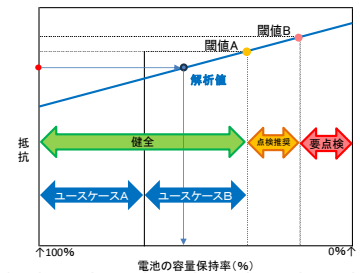 閾値B
閾値A
解析値
抵抗
健全
点検推奨
要点検
ユースケースA
ユースケースB
↑100%
0%↑
電池の容量保持率(%)